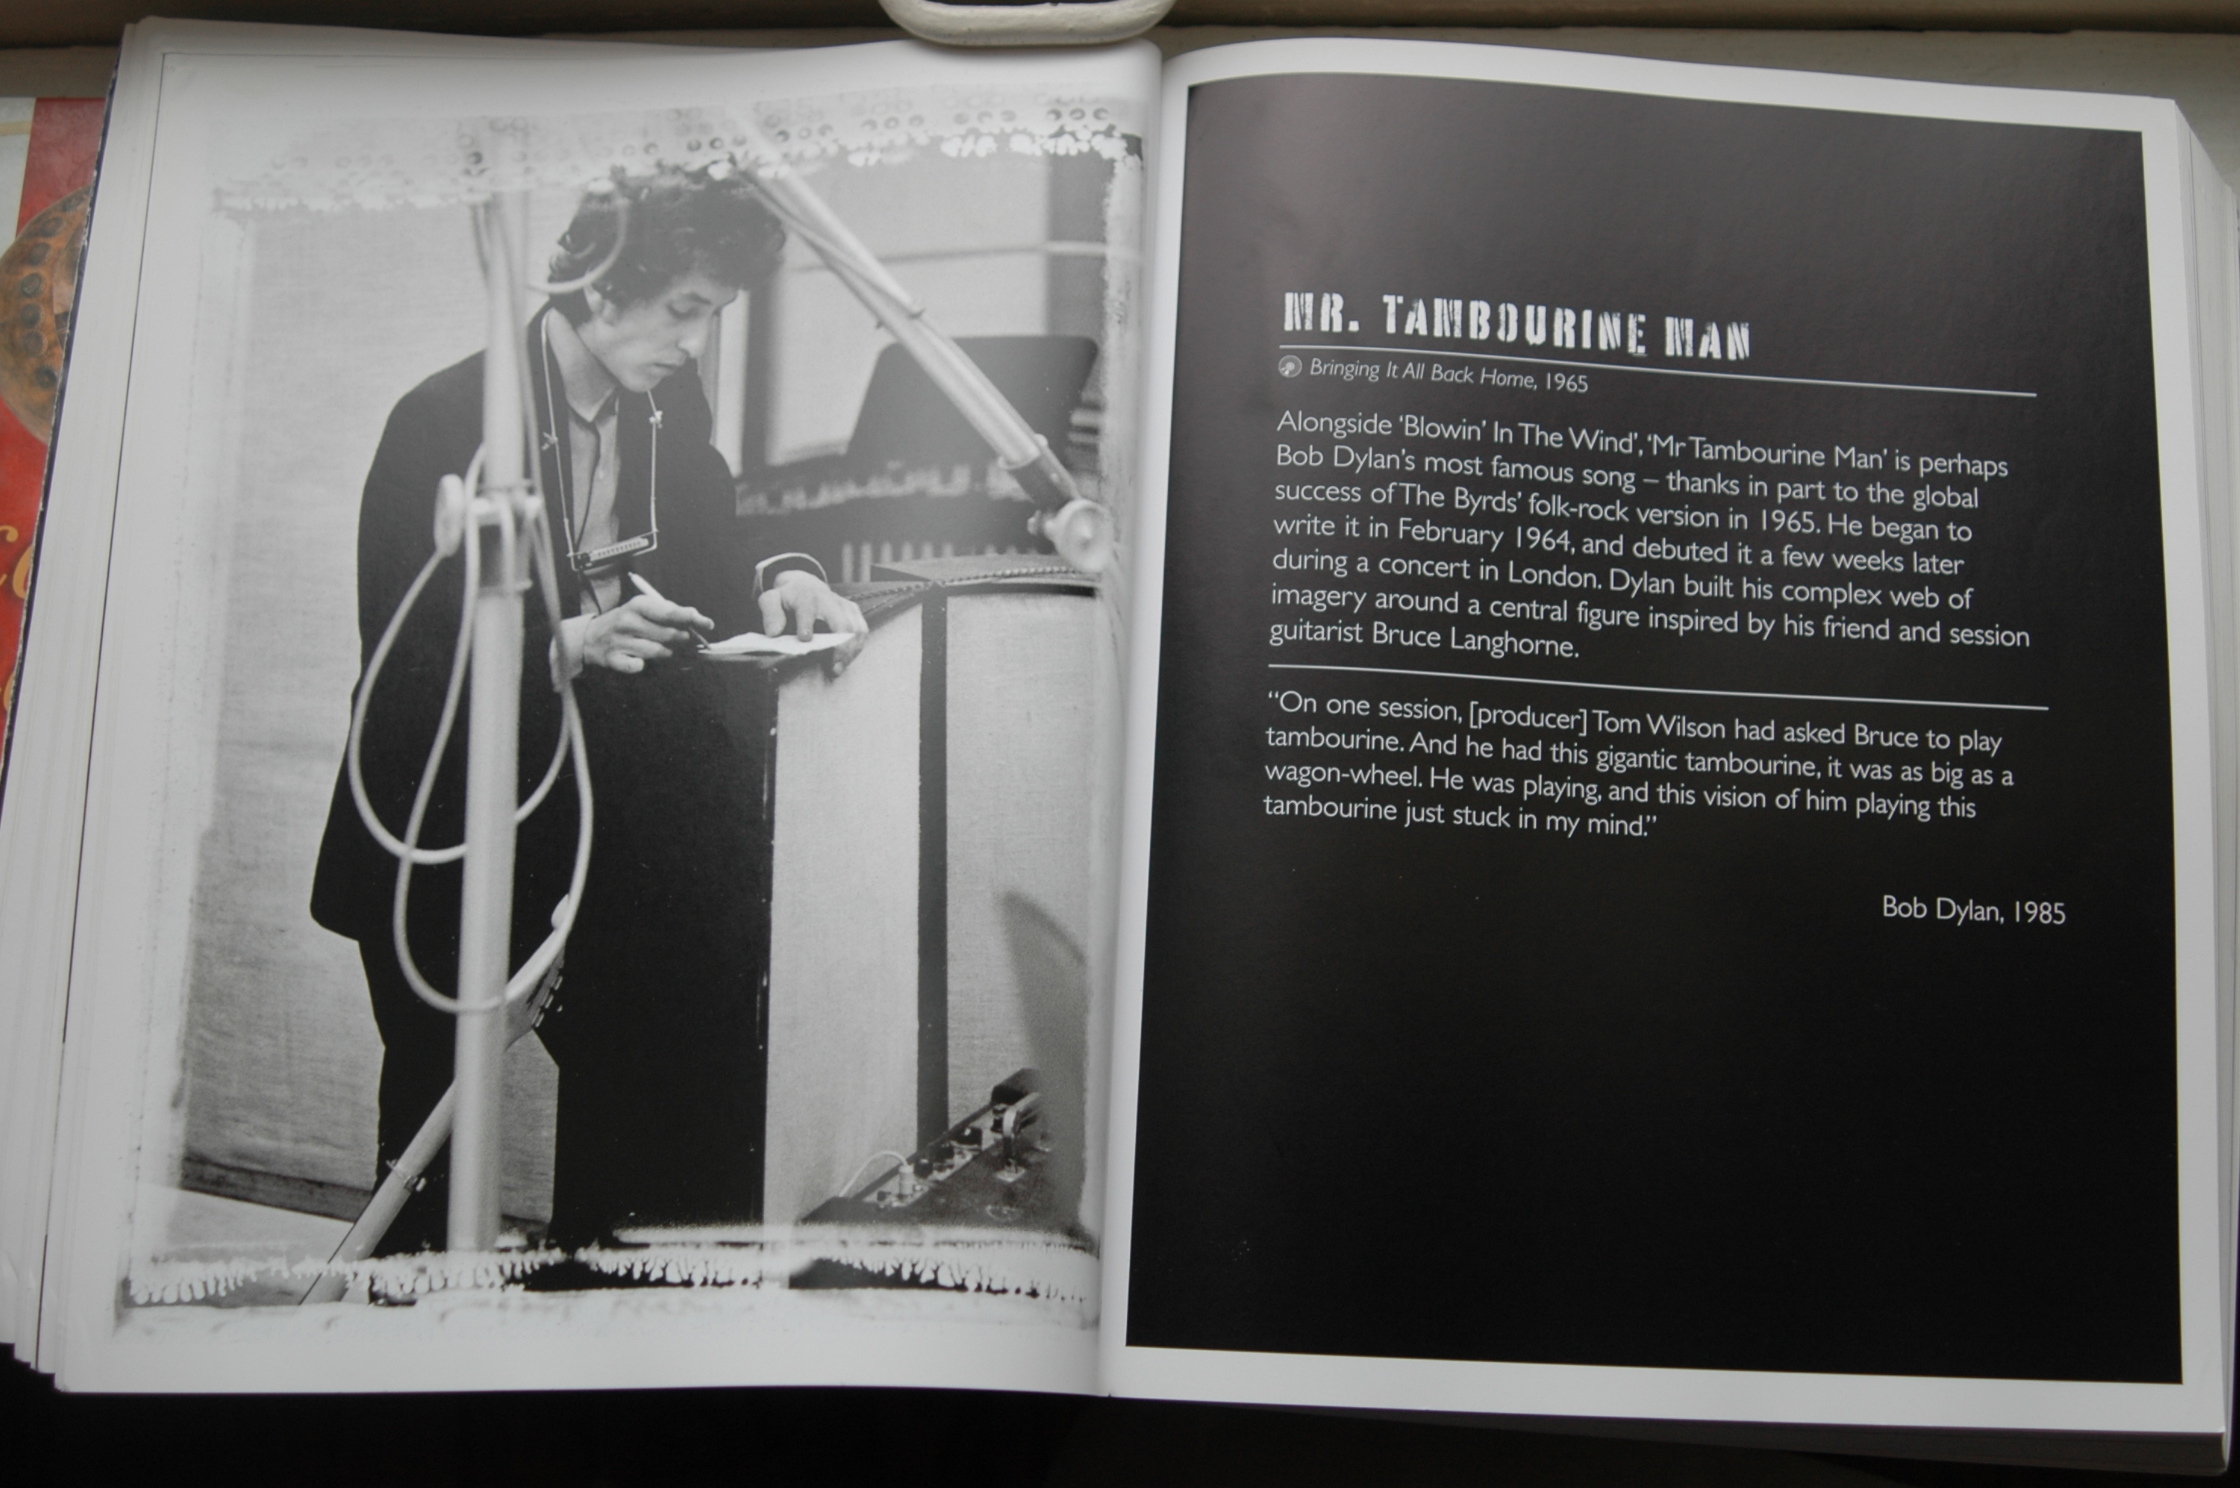 MR. TAMBOURINE MAN
Bringing It All Back Home, 1965
Alongside ‘Blowin’ In The Wind’, ‘Mr Tambourine Man’ is perhaps
Bob Dylan’s most famous song – thanks in part to the global
success of The Byrds’ folk-rock version in 1965. He began to
write it in February 1964, and debuted it a few weeks later
during a concert in London. Dylan built his complex web of
imagery around a central figure inspired by his friend and session
guitarist Bruce Langhorne.
“On one session, [producer] Tom Wilson had asked Bruce to play
tambourine. And he had this gigantic tambourine, it was as big as a
wagon-wheel. He was playing, and this vision of him playing this
tambourine just stuck in my mind.”
Bob Dylan, 1985